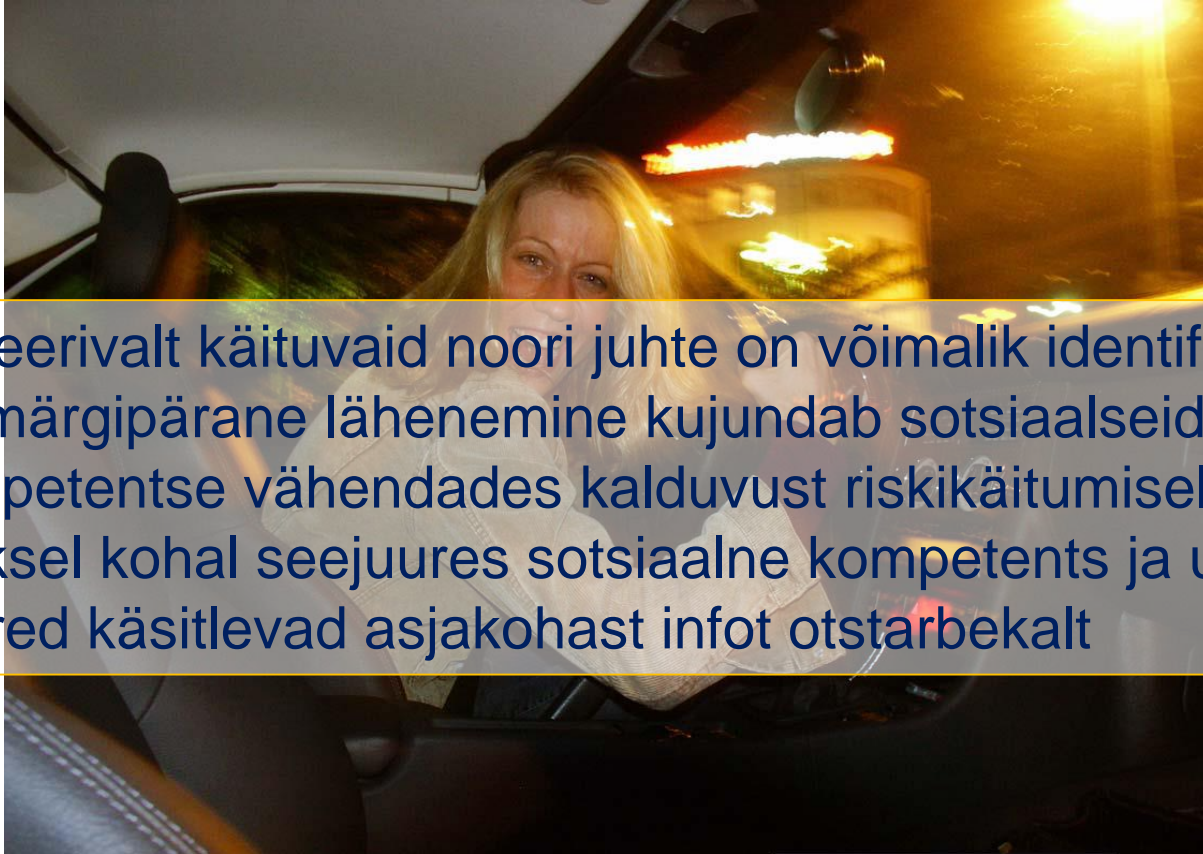 eerivalt käituvaid noori juhte on võimalik identif
märgipärane lähenemine kujundab sotsiaalseid
petentse vähendades kalduvust riskikäitumisel
ksel kohal seejuures sotsiaalne kompetents ja u
red käsitlevad asjakohast infot otstarbekalt